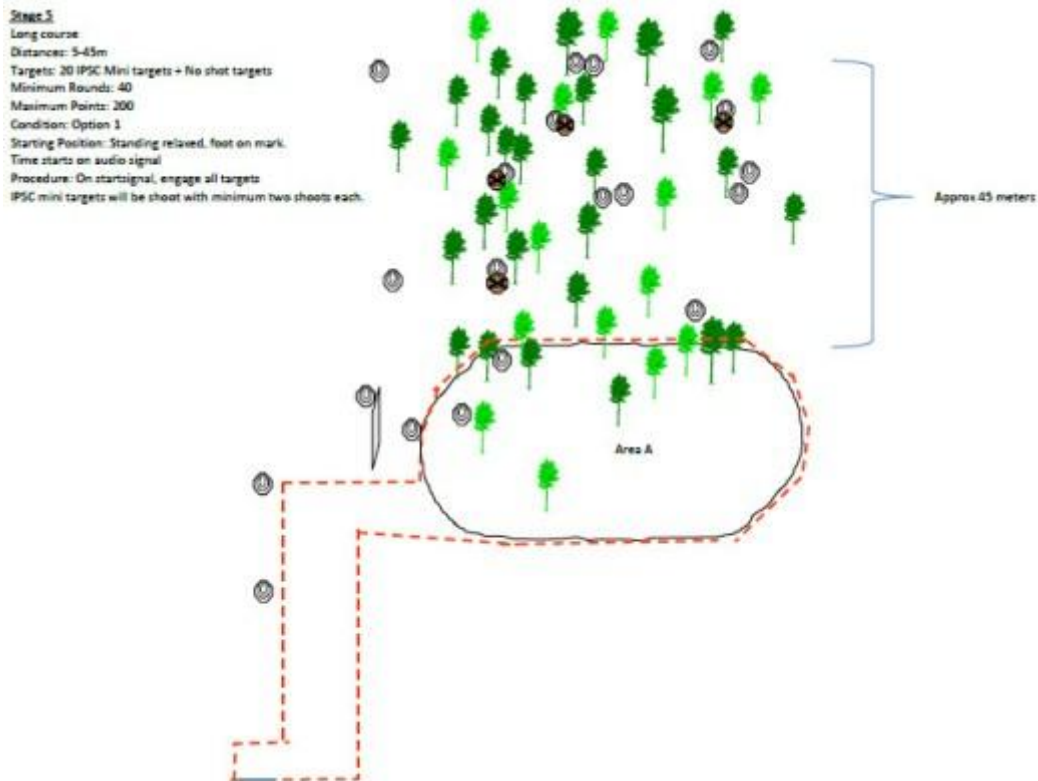 Stage 5
Long course
Distances: 5-45m
Targets: 20 IPSC Mini targets + No shot targets
Minimum Rounds: 40
Maximum Points: 200
Condition: Option 1
Starting Position: Standing relaxed, foot on mark.
Time starts on audio signal
Procedure: On startsignal, engage all targets
IPSC mini targets will be shoot with minimum two shoots each.
Approx 45 meters
Area A